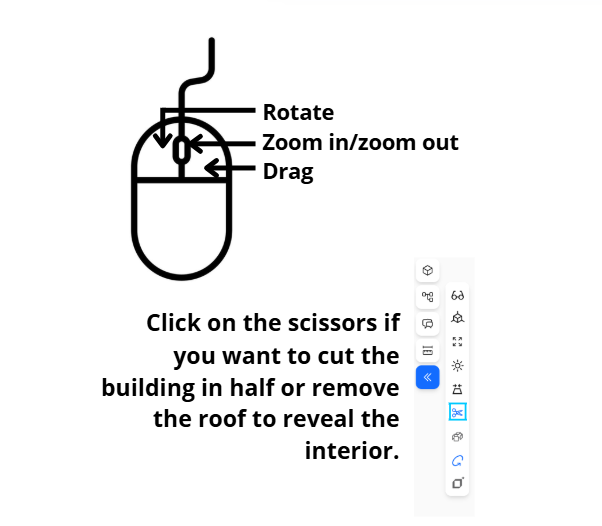 Rotate
Zoom in/zoom out
Drag
Click on the scissors if
you want to cut the
building in half or remove
the roof to reveal the
interior.